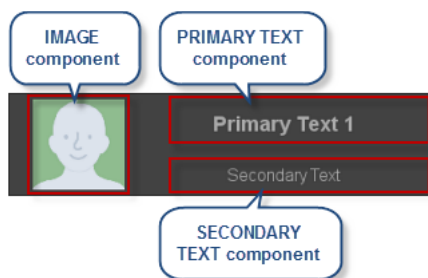 IMAGE
component
PRIMARY TEXT
component
Primary Text 1
Secondary Text
SECONDARY
TEXT component